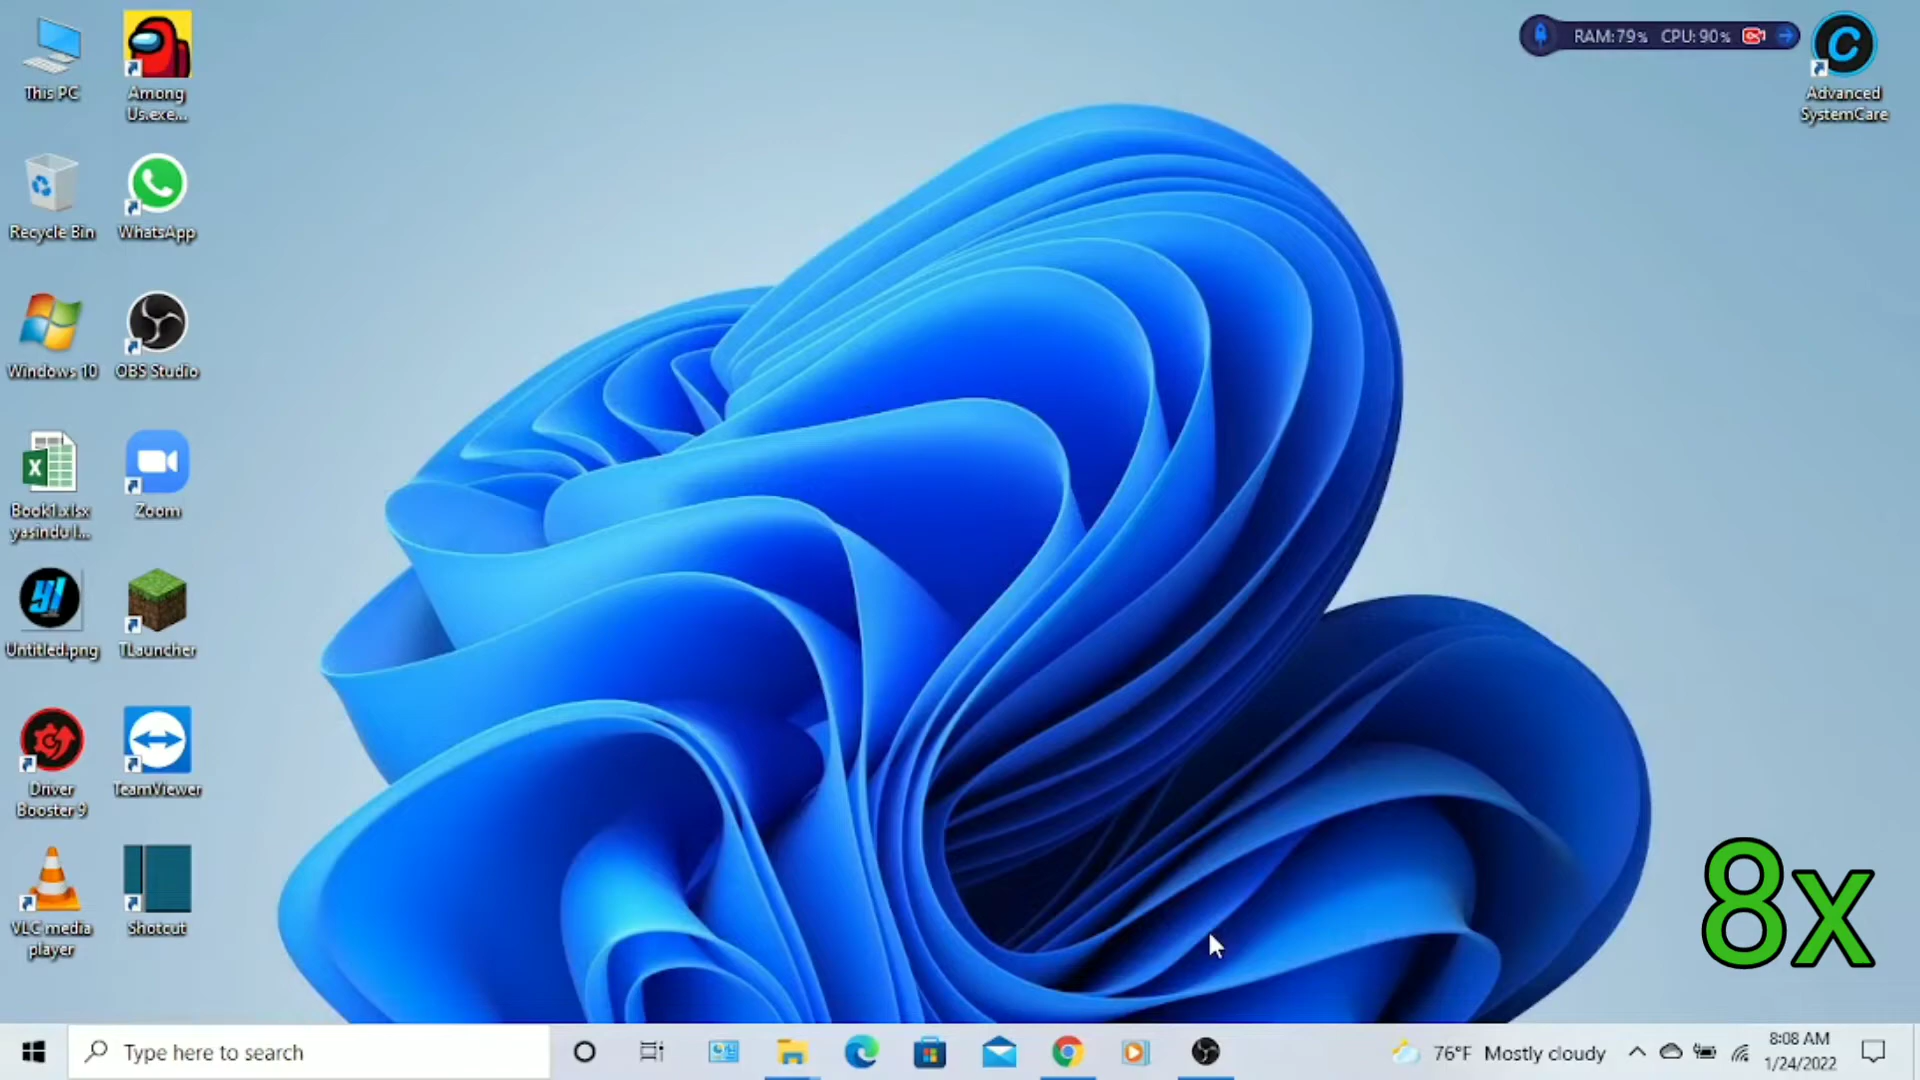 This PC
Among
Us.exe...
RAM:79% CPU:90%
Advanced
SystemCare
Recycle Bin
WhatsApp
Windows 10
OBS Studio
Book1.xlsx
yasindu l...
Zoom
Untitled.png
TLauncher
Driver
Booster 9
TeamViewer
VLC media
player
Shotcut
8x
Type here to search
76°F Mostly cloudy
8:08 AM
1/24/2022